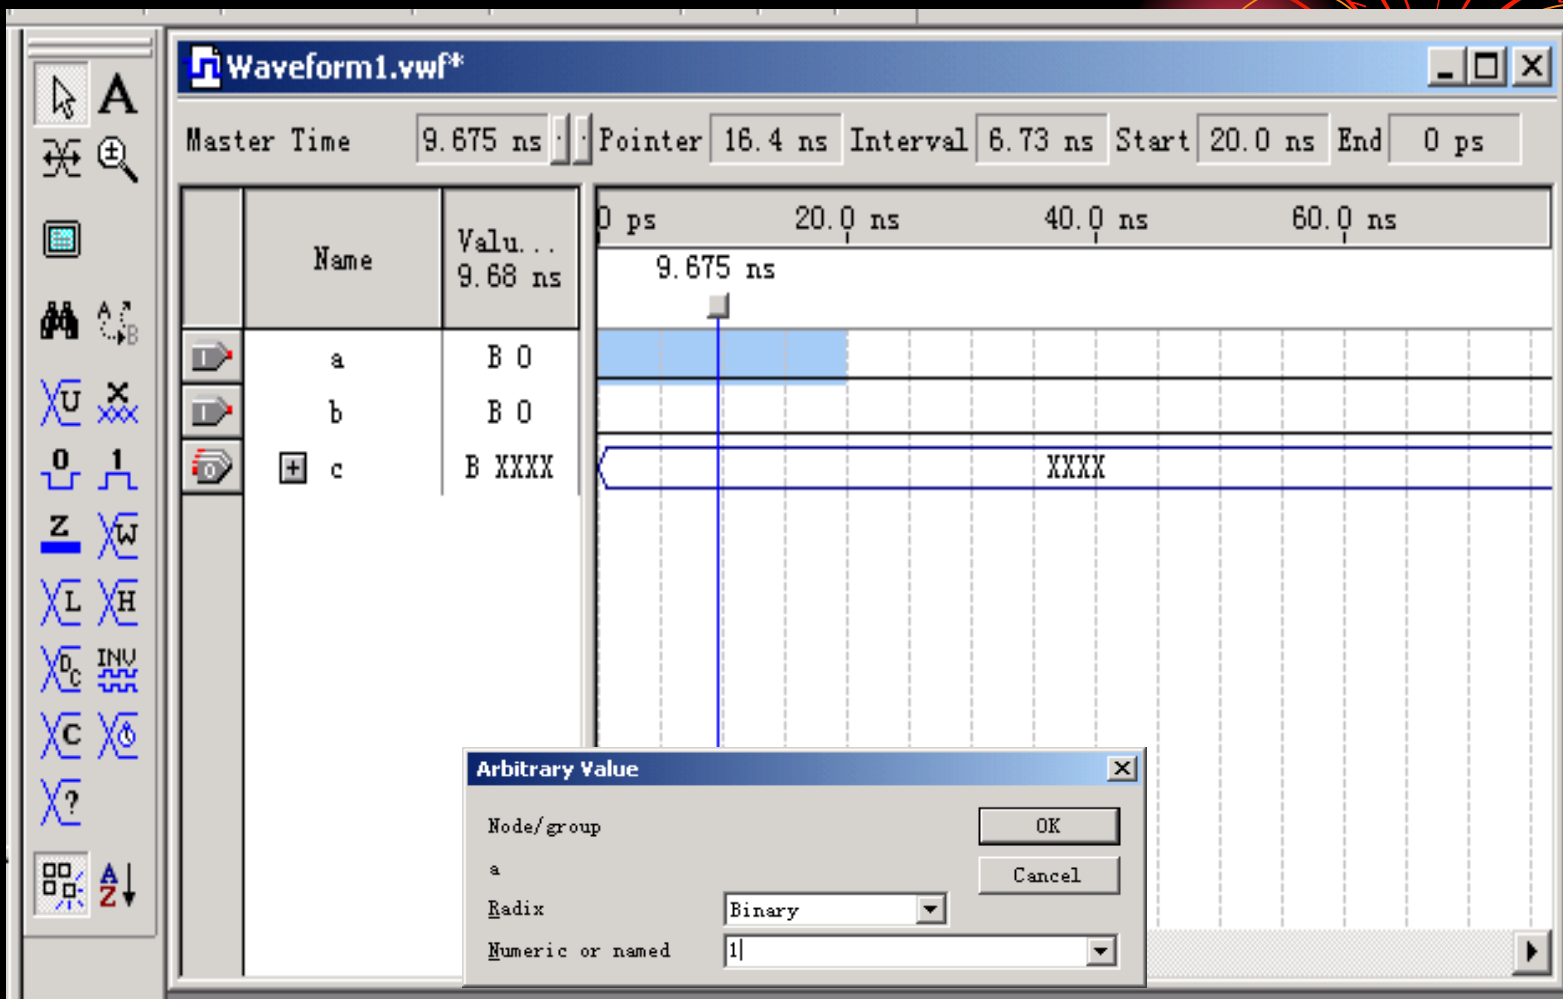 Waveform1.vwf*
A
Master Time 9.675 ns Pointer 16.4 ns Interval 6.73 ns Start 20.0 ns End 0 ps
Name Valu... 9.68 ns
0 ps 20.0 ns 40.0 ns 60.0 ns
9.675 ns
a B 0
b B 0
c B XXXX XXXX
A B
U X
0 1
Z W
L H
DC INV
C
?
A Z
Arbitrary Value
Node/group OK
a Cancel
Radix Binary
Numeric or named 1